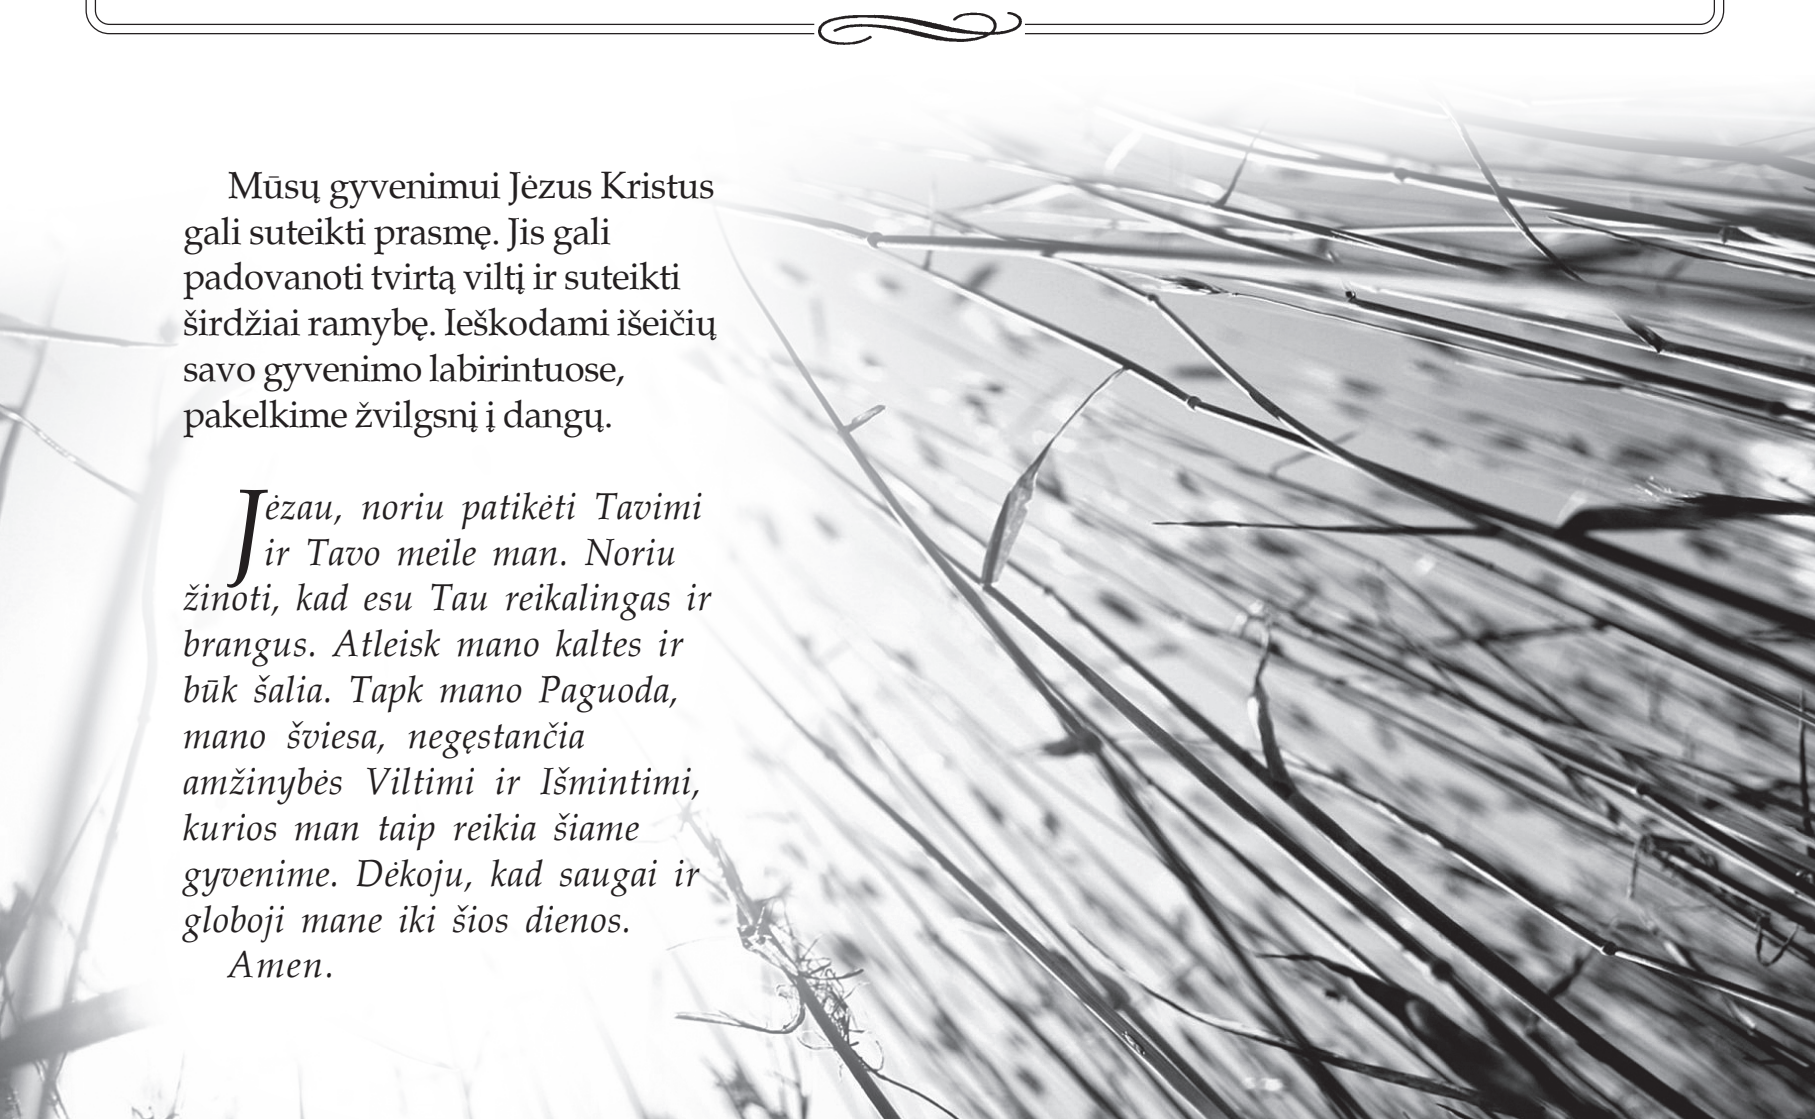 Mūsų gyvenimui Jėzus Kristus
gali suteikti prasmę. Jis gali
padovanoti tvirtą viltį ir suteikti
širdžiai ramybę. Ieškodami išeičių
savo gyvenimo labirintuose,
pakelkime žvilgsnį į dangų.
Jėzau, noriu patikėti Tavimi
ir Tavo meile man. Noriu
žinoti, kad esu Tau reikalingas ir
brangus. Atleisk mano kaltes ir
būk šalia. Tapk mano Paguoda,
mano šviesa, negęstančia
amžinybės Viltimi ir Išmintimi,
kurios man taip reikia šiame
gyvenime. Dėkoju, kad saugai ir
globoji mane iki šios dienos.
Amen.